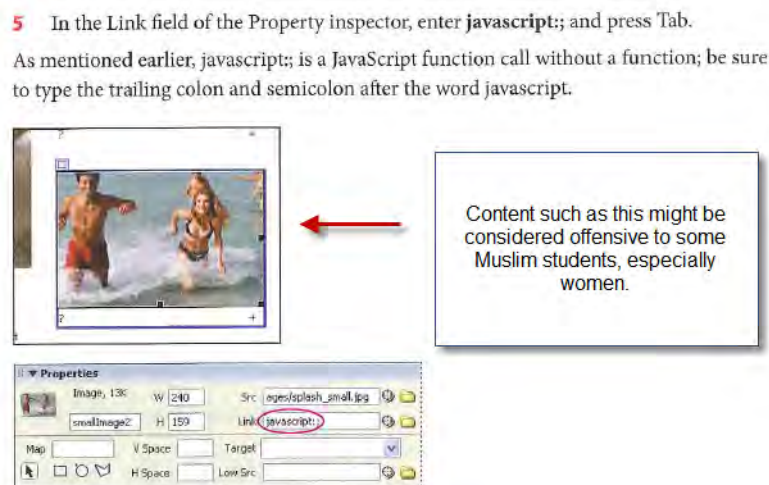 5 In the Link field of the Property inspector, enter javascript:; and press Tab.
As mentioned earlier, javascript:; is a JavaScript function call without a function; be sure
to type the trailing colon and semicolon after the word javascript.
?
Content such as this might be
considered offensive to some
Muslim students, especially
women.
?
Properties
Image, 13K W 240 Src ages/splash_small.jpg
smallImage2 H 159 Link javascript:;
Map V Space Target
H Space Low Src